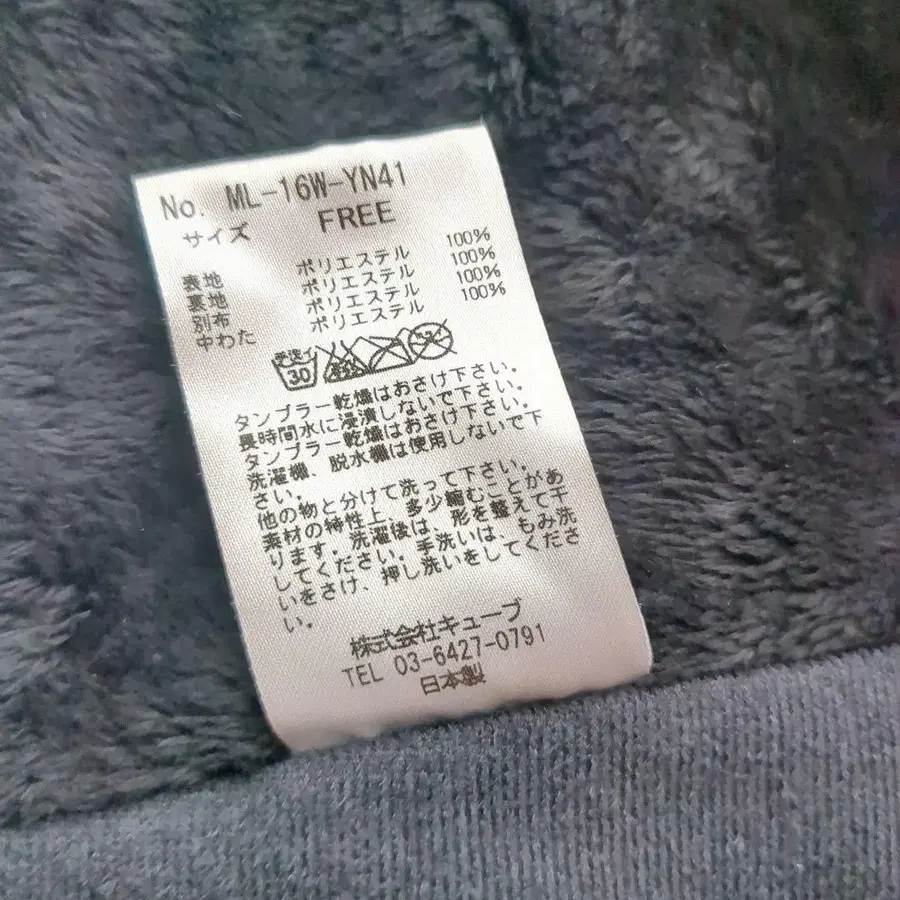 No. ML-16W-YN41
サイズ FREE
表地 ポリエステル 100%
裏地 ポリエステル 100%
別布 ポリエステル 100%
中わた ポリエステル 100%
手洗イ
30
タンブラー乾燥はおさけ下さい。
長時間水に浸漬しないで下さい。
タンブラー乾燥はおさけ下さい。
洗濯機、脱水機は使用しないで下
さい。
他の物と分けて洗って下さい。
素材の特性上、多少縮むことがあ
ります。洗濯後は、形を整えて干
してください。手洗いは、もみ洗
いをさけ、押し洗いをしてくださ
い。
株式会社キューブ
TEL 03-6427-0791
日本製